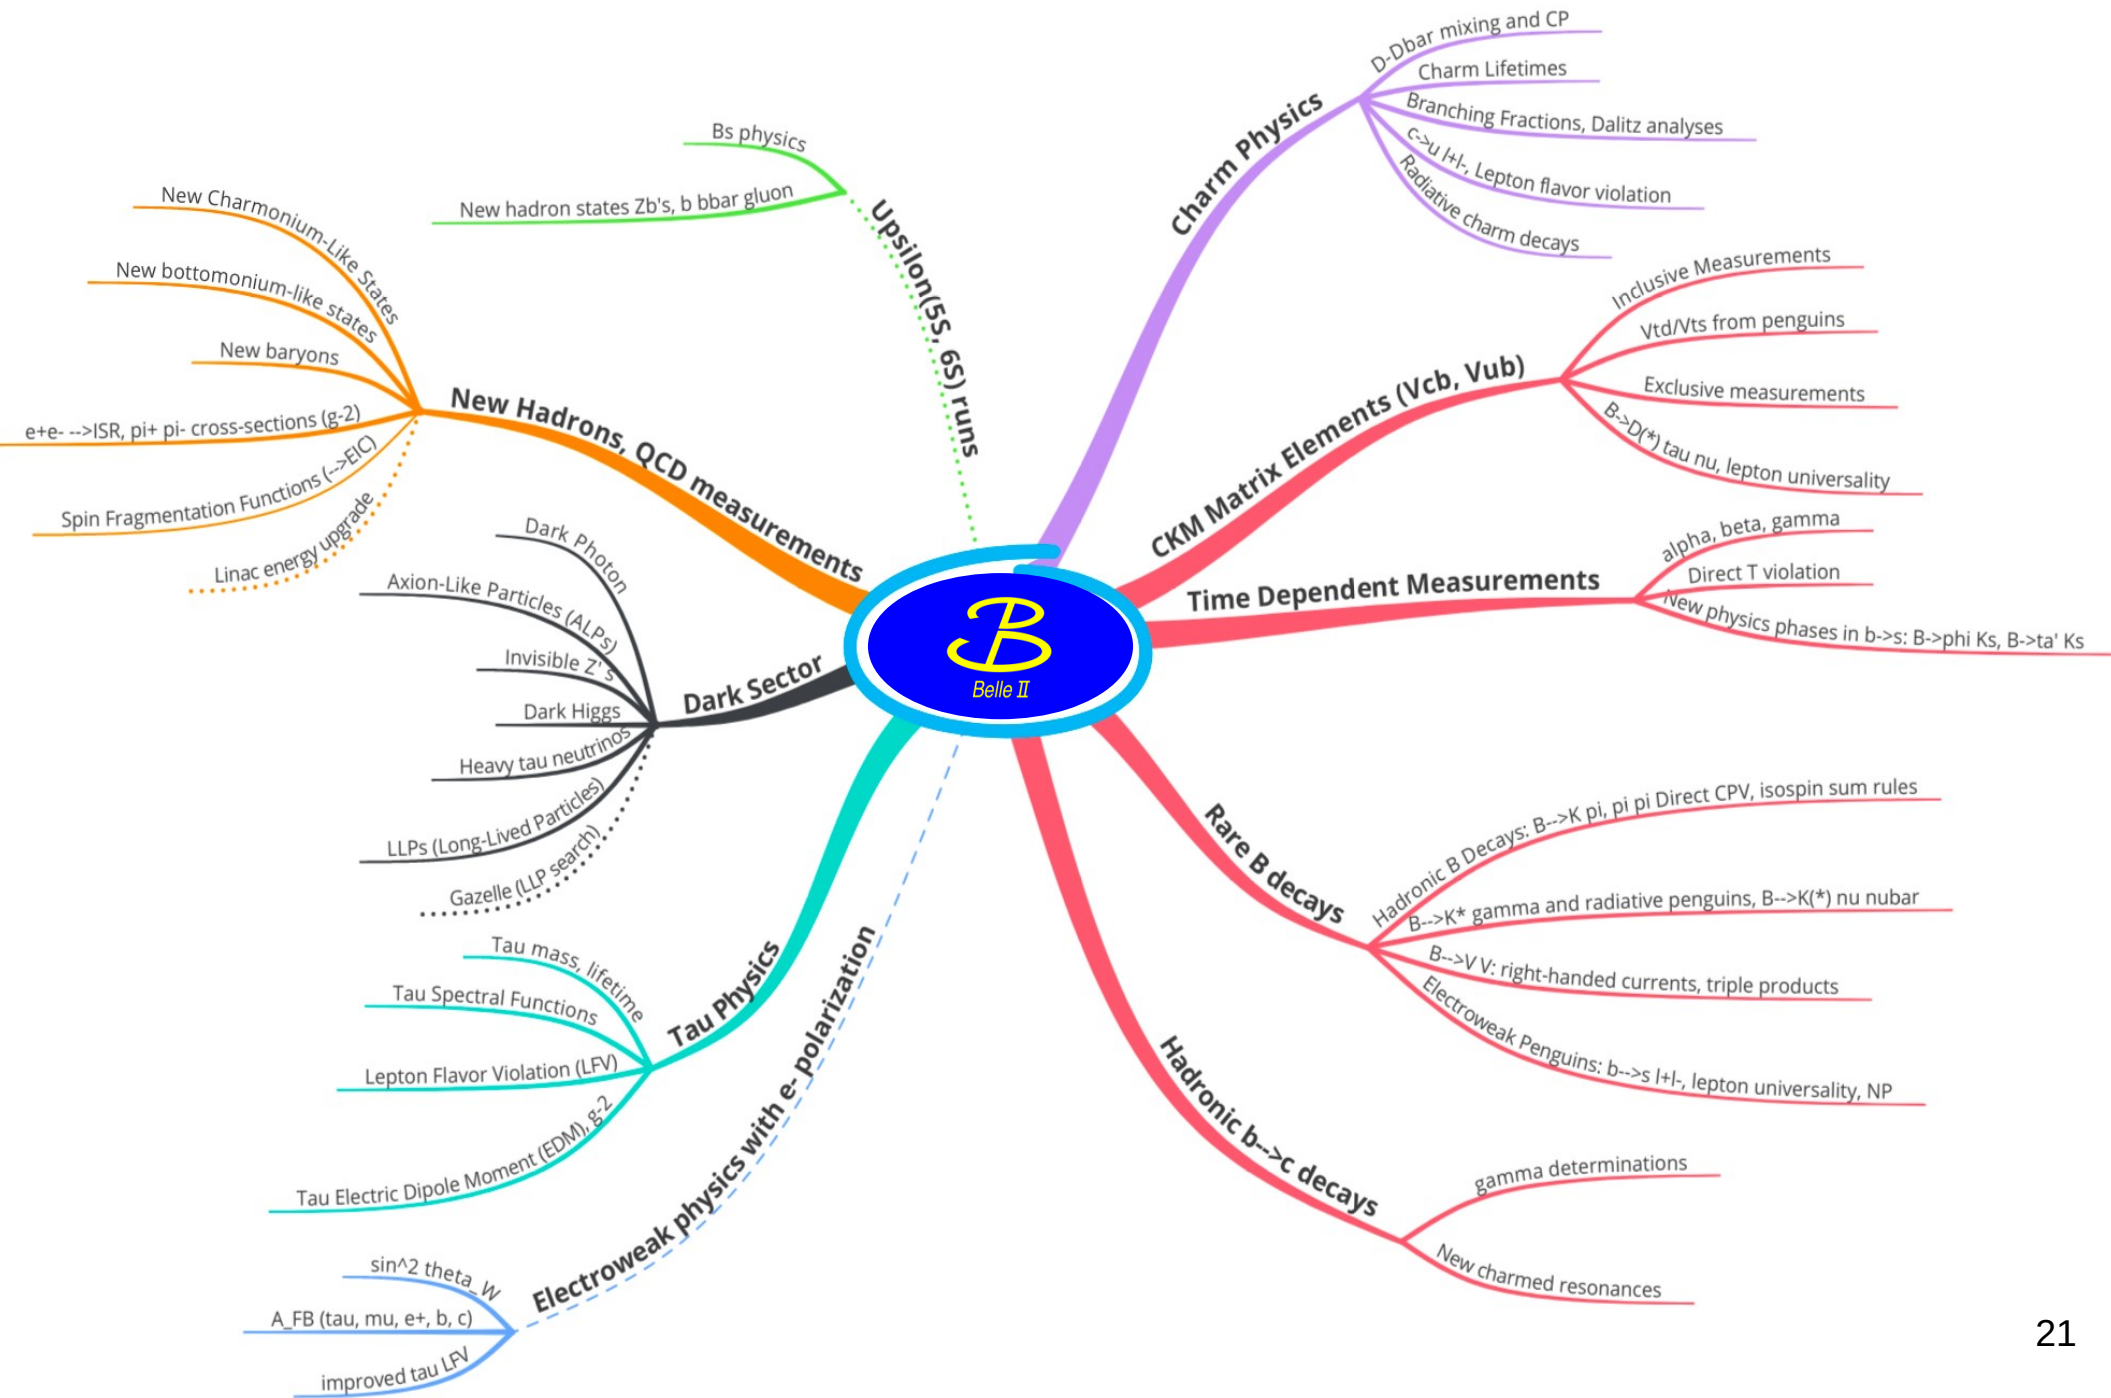 Charm Physics
D-Dbar mixing and CP
Charm Lifetimes
Branching Fractions, Dalitz analyses
c->u l+l-, Lepton flavor violation
Radiative charm decays
CKM Matrix Elements (Vcb, Vub)
Inclusive Measurements
Vtd/Vts from penguins
Exclusive measurements
B->D(*) tau nu, lepton universality
Time Dependent Measurements
alpha, beta, gamma
Direct T violation
New physics phases in b->s: B->phi Ks, B->ta' Ks
Rare B decays
Hadronic B Decays: B-->K pi, pi pi Direct CPV, isospin sum rules
B-->K* gamma and radiative penguins, B-->K(*) nu nubar
B-->V V: right-handed currents, triple products
Electroweak Penguins: b-->s l+l-, lepton universality, NP
Hadronic b-->c decays
gamma determinations
New charmed resonances
Upsilon(5S, 6S) runs
Bs physics
New hadron states Zb's, b bbar gluon
New Hadrons, QCD measurements
New Charmonium-Like States
New bottomonium-like states
New baryons
e+e- -->ISR, pi+ pi- cross-sections (g-2)
Spin Fragmentation Functions (-->EIC)
Linac energy upgrade
Dark Sector
Dark Photon
Axion-Like Particles (ALPs)
Invisible Z' s
Dark Higgs
Heavy tau neutrinos
LLPs (Long-Lived Particles)
Gazelle (LLP search)
Tau Physics
Tau mass, lifetime
Tau Spectral Functions
Lepton Flavor Violation (LFV)
Tau Electric Dipole Moment (EDM), g-2
Electroweak physics with e- polarization
sin^2 theta_W
A_FB (tau, mu, e+, b, c)
improved tau LFV
Belle II
21